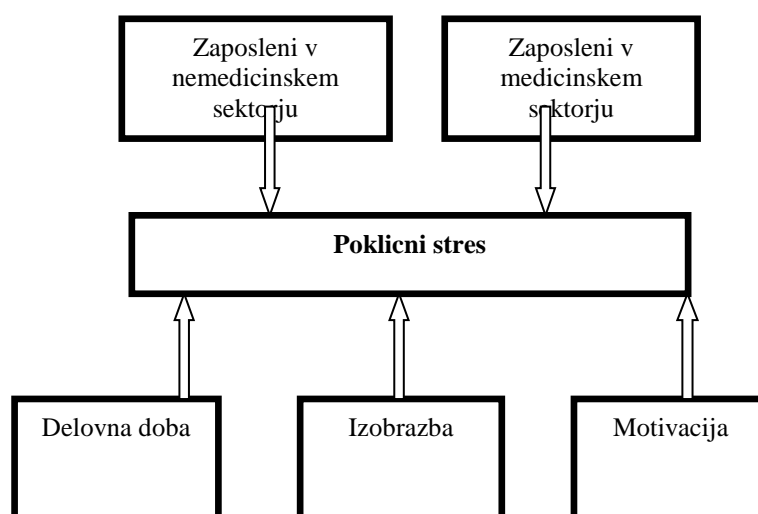 Zaposleni v
nemedicinskem
sektorju
Zaposleni v
medicinskem
sektorju
Poklicni stres
Delovna doba
Izobrazba
Motivacija